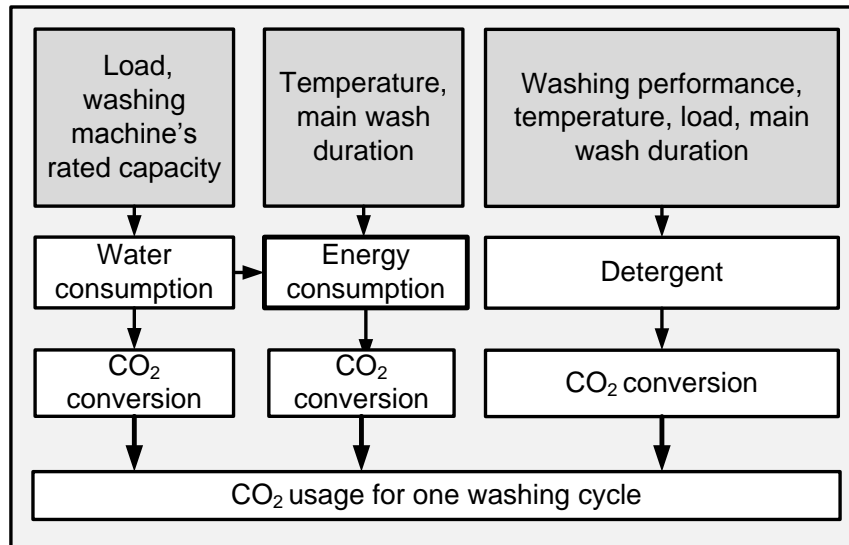 Load,
washing
machine's
rated capacity
Temperature,
main wash
duration
Washing performance,
temperature, load, main
wash duration
Water
consumption
Energy
consumption
Detergent
CO₂
conversion
CO₂
conversion
CO₂ conversion
CO₂ usage for one washing cycle